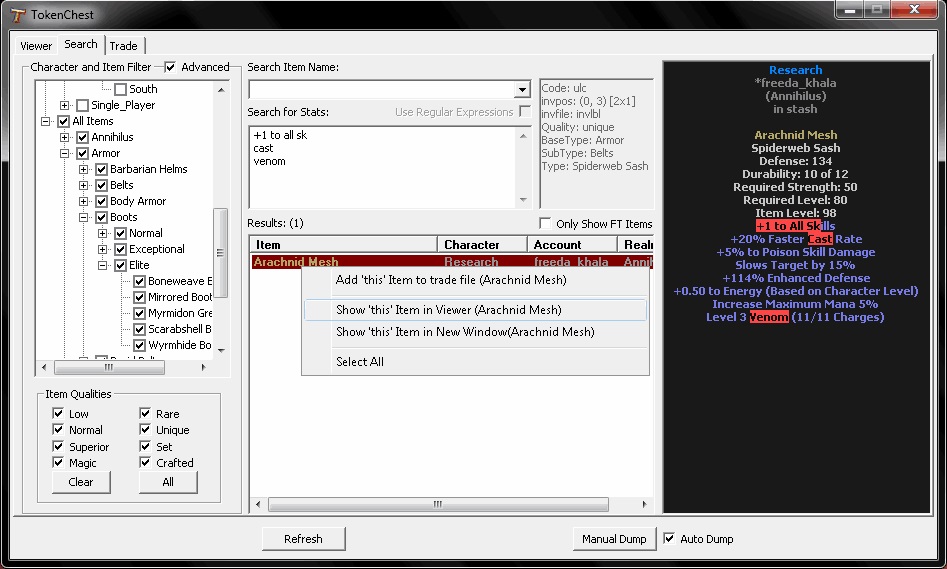 TokenChest
Viewer
Search
Trade
Character and Item Filter
Advanced
South
Single_Player
All Items
Annihilus
Armor
Barbarian Helms
Belts
Body Armor
Boots
Normal
Exceptional
Elite
Boneweave B
Mirrored Boot
Myrmidon Gre
Scarabshell B
Wyrmhide Bo
Item Qualities
Low
Rare
Normal
Unique
Superior
Set
Magic
Crafted
Clear
All
Search Item Name:
Search for Stats:
Use Regular Expressions
+1 to all sk
cast
venom
Code: ulc
invpos: (0, 3) [2x1]
invfile: invlbl
Quality: unique
BaseType: Armor
SubType: Belts
Type: Spiderweb Sash
Results: (1)
Only Show FT Items
Item
Character
Account
Realm
Arachnid Mesh
Research
freeda_khala
Anni
Add 'this' Item to trade file (Arachnid Mesh)
Show 'this' Item in Viewer (Arachnid Mesh)
Show 'this' Item in New Window(Arachnid Mesh)
Select All
Research
*freeda_khala
(Annihilus)
in stash
Arachnid Mesh
Spiderweb Sash
Defense: 134
Durability: 10 of 12
Required Strength: 50
Required Level: 80
Item Level: 98
+1 to All Skills
+20% Faster Cast Rate
+5% to Poison Skill Damage
Slows Target by 15%
+114% Enhanced Defense
+0.50 to Energy (Based on Character Level)
Increase Maximum Mana 5%
Level 3 Venom (11/11 Charges)
Refresh
Manual Dump
Auto Dump